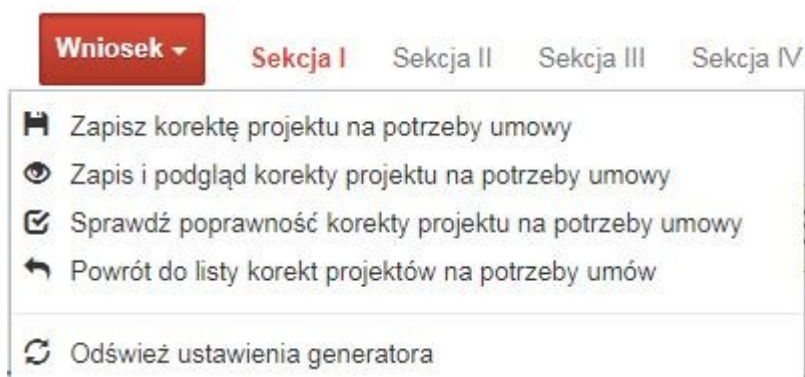 Wniosek Sekcja I Sekcja II Sekcja III Sekcja IV
Zapisz korektę projektu na potrzeby umowy
Zapis i podgląd korekty projektu na potrzeby umowy
Sprawdź poprawność korekty projektu na potrzeby umowy
Powrót do listy korekt projektów na potrzeby umów
Odśwież ustawienia generatora